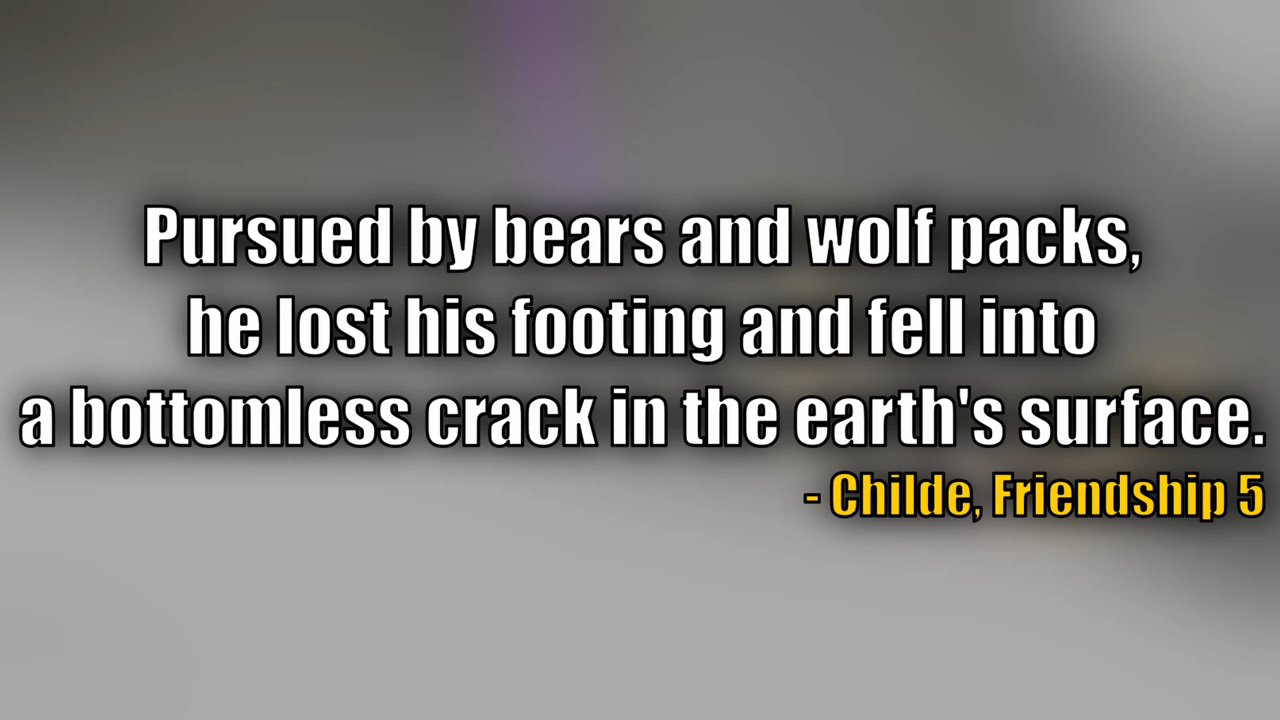 Pursued by bears and wolf packs,
he lost his footing and fell into
a bottomless crack in the earth's surface.
- Childe, Friendship 5